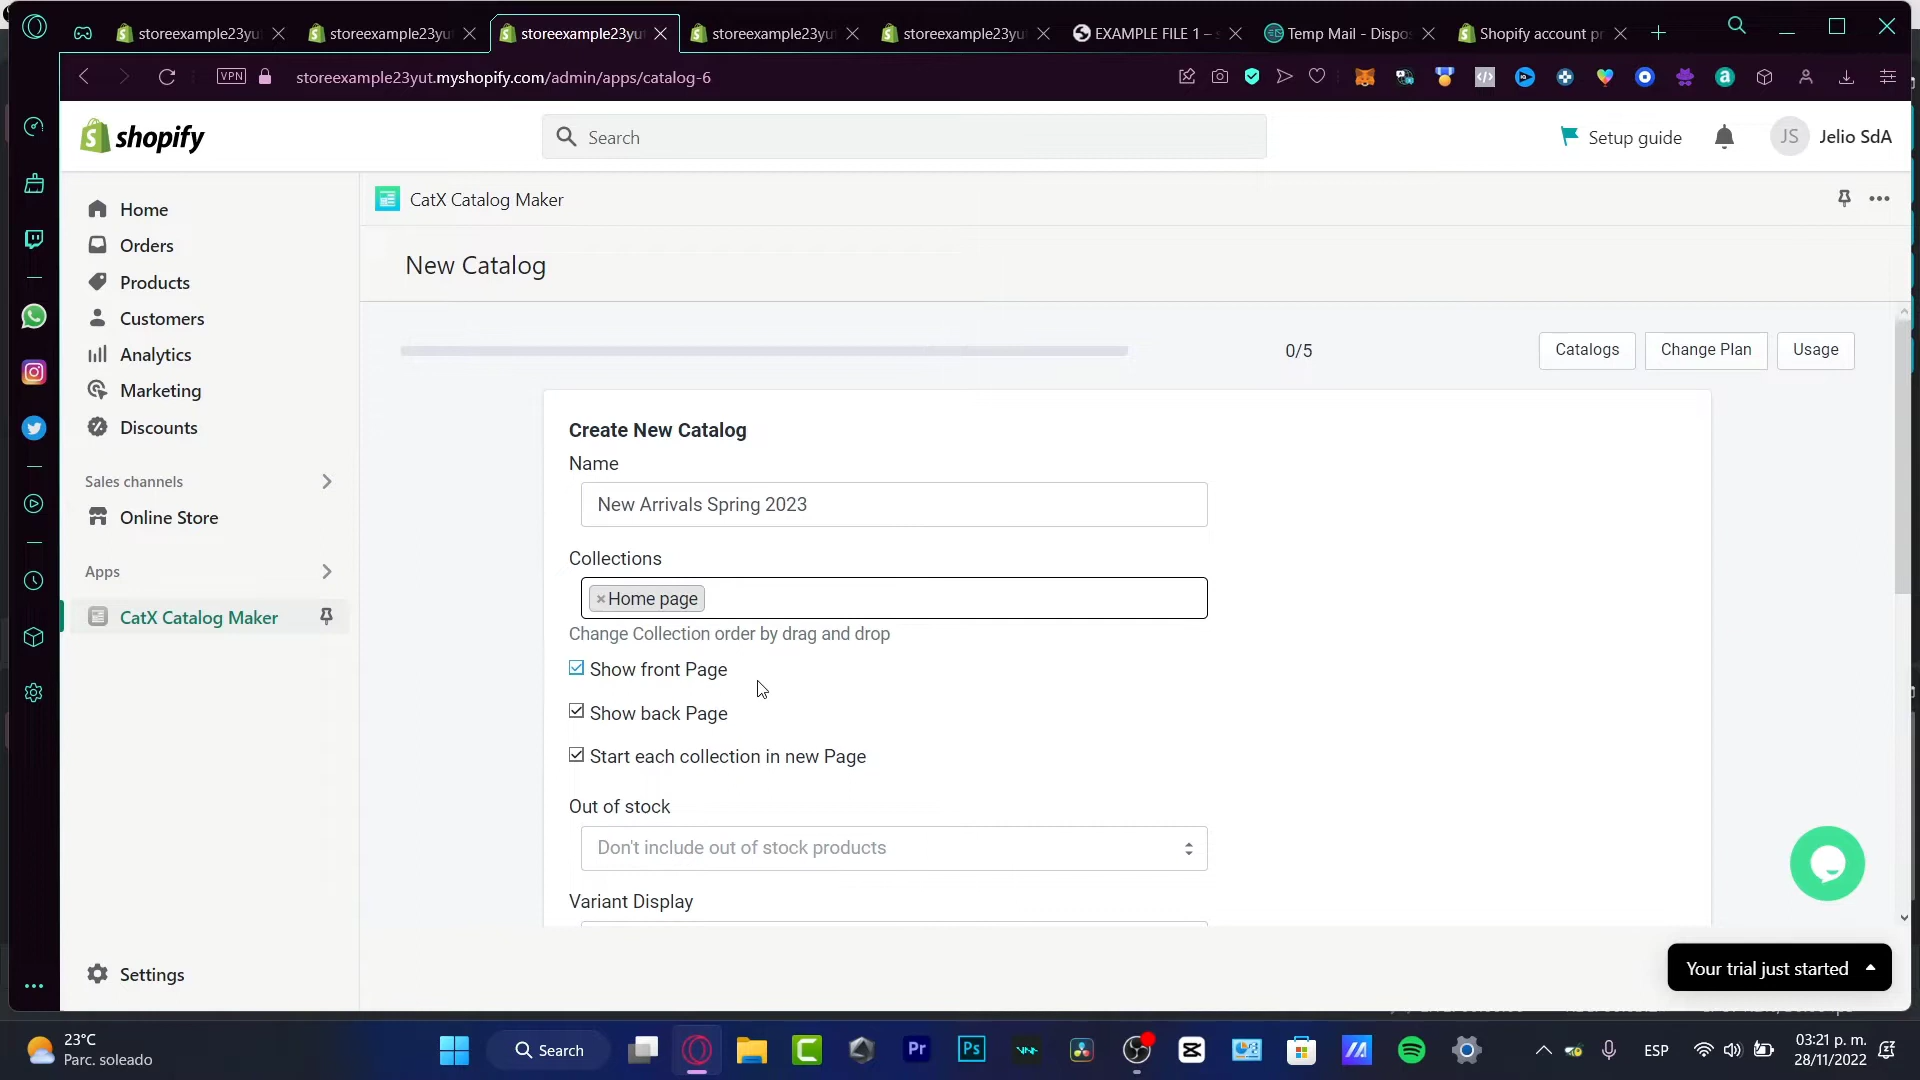 storeexample23yu
storeexample23yu
storeexample23yu
storeexample23yu
storeexample23yu
EXAMPLE FILE 1 –
Temp Mail - Dispos
Shopify account pr
VPN
storeexample23yut.myshopify.com/admin/apps/catalog-6
shopify
Search
Setup guide
JS
Jelio SdA
Home
Orders
Products
Customers
Analytics
Marketing
Discounts
Sales channels
Online Store
Apps
CatX Catalog Maker
Settings
CatX Catalog Maker
New Catalog
0/5
Catalogs
Change Plan
Usage
Create New Catalog
Name
New Arrivals Spring 2023
Collections
×Home page
Change Collection order by drag and drop
Show front Page
Show back Page
Start each collection in new Page
Out of stock
Don't include out of stock products
Variant Display
Your trial just started
23°C
Parc. soleado
Search
Pr
Ps
ESP
03:21 p. m.
28/11/2022